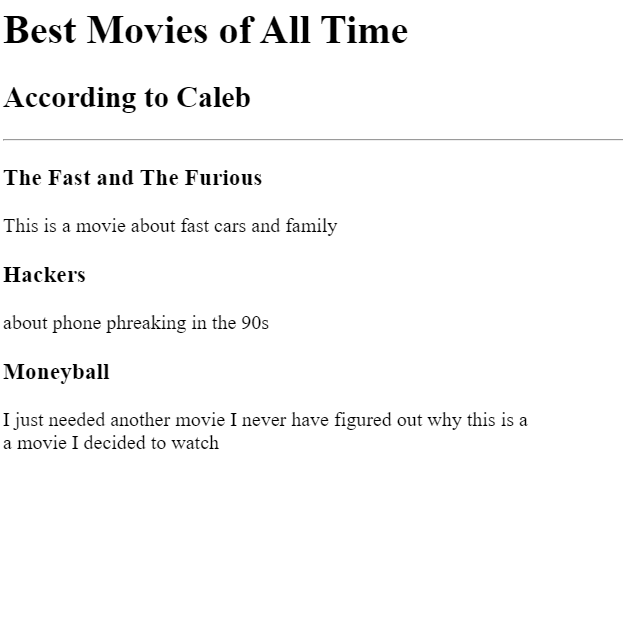 Best Movies of All Time
According to Caleb
The Fast and The Furious
This is a movie about fast cars and family
Hackers
about phone phreaking in the 90s
Moneyball
I just needed another movie I never have figured out why this is a
a movie I decided to watch